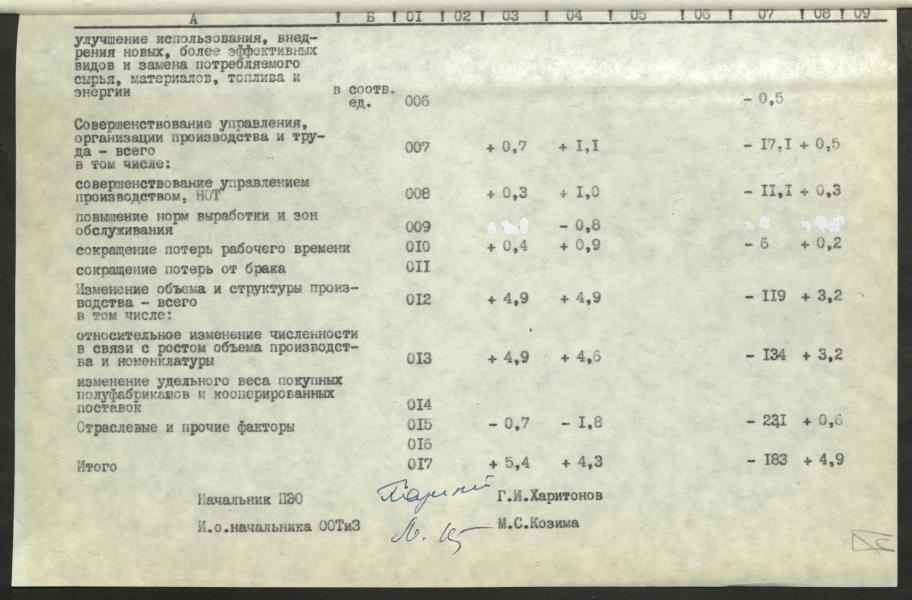 А ! Б ! 01 ! 02 ! 03 ! 04 ! 05 ! 06 ! 07 ! 08 ! 09
улучшение использования, внед-
рения новых, более эффективных
видов и замена потребляемого
сырья, материалов, топлива и
энергии в соотв.
ед. 006 - 0,5
Совершенствование управления,
организации производства и тру-
да - всего 007 + 0,7 + I,I - I7,I + 0,5
в том числе:
совершенствование управлением
производством, НОТ 008 + 0,3 + I,0 - II,I + 0,3
повышение норм выработки и зон
обслуживания 009 - 0,8
сокращение потерь рабочего времени 0I0 + 0,4 + 0,9 - 6 + 0,2
сокращение потерь от брака 0II
Изменение объема и структуры произ-
водства - всего 0I2 + 4,9 + 4,9 - II9 + 3,2
в том числе:
относительное изменение численности
в связи с ростом объема производст-
ва и номенклатуры 0I3 + 4,9 + 4,6 - I34 + 3,2
изменение удельного веса покупных
полуфабрикатов и кооперированных
поставок 0I4
Отраслевые и прочие факторы 0I5 - 0,7 - I,8 + 0,6
0I6
Итого 0I7 + 5,4 + 4,3 - I83 + 4,9
Начальник ПЭО Г.И.Харитонов
И.о.начальника ООТиЗ М.С.Козима